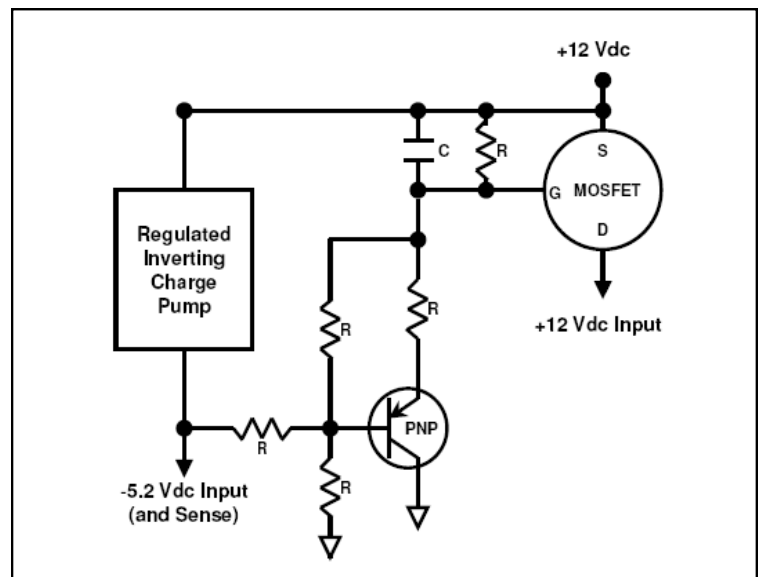 +12 Vdc
C
R
S
G
MOSFET
D
Regulated
Inverting
Charge
Pump
+12 Vdc Input
R
R
PNP
R
R
-5.2 Vdc Input
(and Sense)